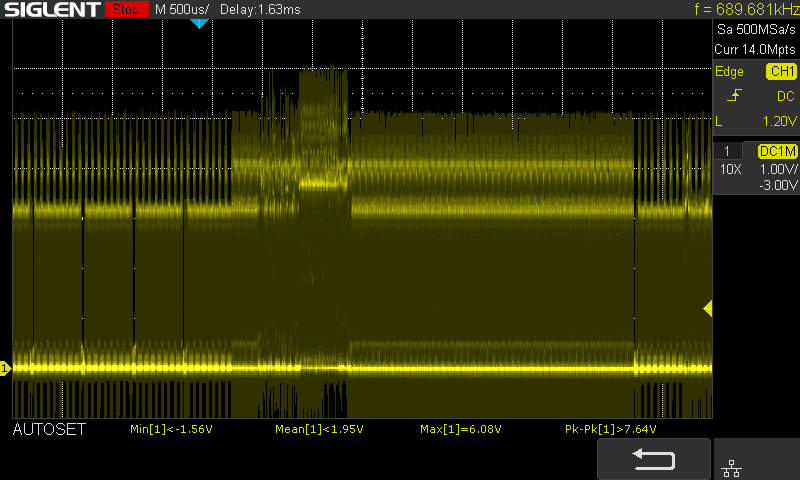 SIGLENT Stop M 500us/ Delay:1.63ms f = 689.681kHz
Sa 500MSa/s
Curr 14.0Mpts
Edge CH1
DC
L 1.20V
1 DC1M
10X 1.00V/
-3.00V
1
AUTOSET Min[1]<-1.56V Mean[1]<1.95V Max[1]=6.08V Pk-Pk[1]>7.64V